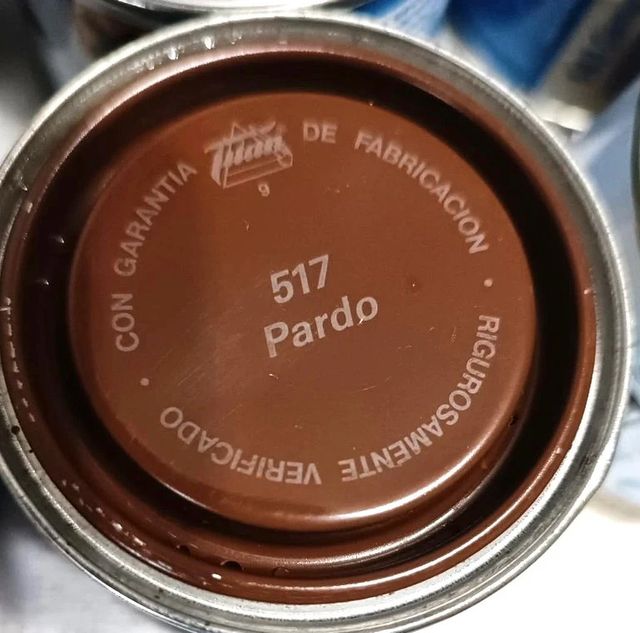 CON GARANTIA Titan DE FABRICACION
9
517
Pardo
RIGUROSAMENTE VERIFICADO